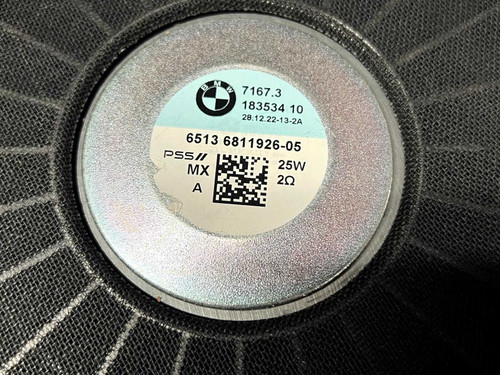 BMW
7167.3
183534 10
28.12.22-13-2A
6513 6811926-05
PSS//
MX
25W
A
2Ω